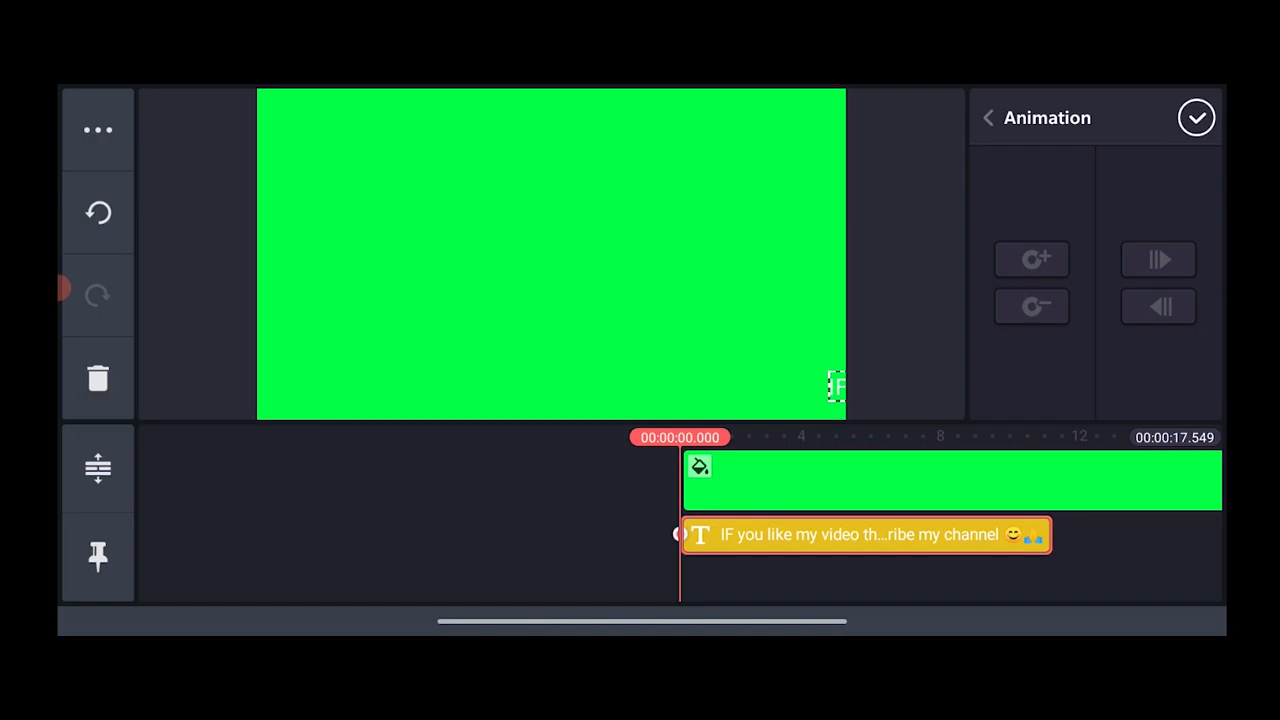 Animation
IF
00:00:00.000 4 8 12 00:00:17.549
T IF you like my video th...ribe my channel 😊🙏